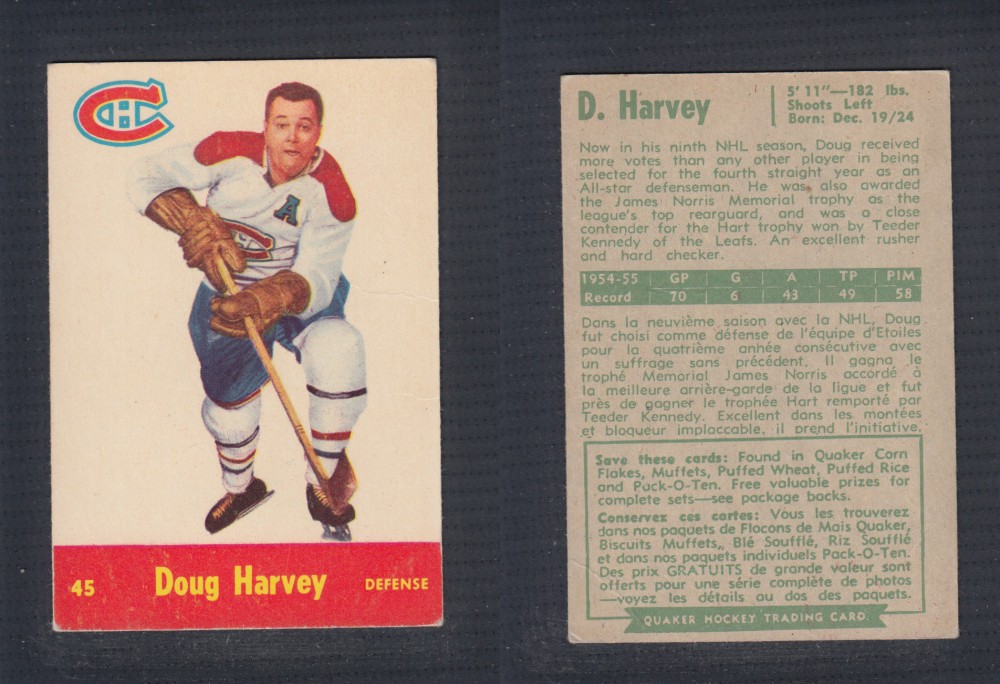 A
45 Doug Harvey DEFENSE
D. Harvey
5' 11"—182 lbs.
Shoots Left
Born: Dec. 19/24
Now in his ninth NHL season, Doug received
more votes than any other player in being
selected for the fourth straight year as an
All-star defenseman. He was also awarded
the James Norris Memorial trophy as the
league's top rearguard, and was a close
contender for the Hart trophy won by Teeder
Kennedy of the Leafs. An excellent rusher
and hard checker.
1954-55 GP G A TP PIM
Record 70 6 43 49 58
Dans la neuvième saison avec la NHL, Doug
fut choisi comme défense de l'équipe d'Etoiles
pour la quatrième année consécutive avec
un suffrage sans précédent. Il gagna le
trophé Memorial James Norris accordé à
la meilleure arrière-garde de la ligue et fut
près de gagner le trophée Hart remporté par
Teeder Kennedy. Excellent dans les montées
et bloqueur implaccable, il prend l'initiative.
Save these cards: Found in Quaker Corn
Flakes, Muffets, Puffed Wheat, Puffed Rice
and Pack-O-Ten. Free valuable prizes for
complete sets—see package backs.
Conservez ces cartes: Vous les trouverez
dans nos paquets de Flocons de Mais Quaker,
Biscuits Muffets, Blé Soufflé, Riz Soufflé
et dans nos paquets individuels Pack-O-Ten.
Des prix GRATUITS de grande valeur sont
offerts pour une série complète de photos
—voyez les détails au dos des paquets.
QUAKER HOCKEY TRADING CARD